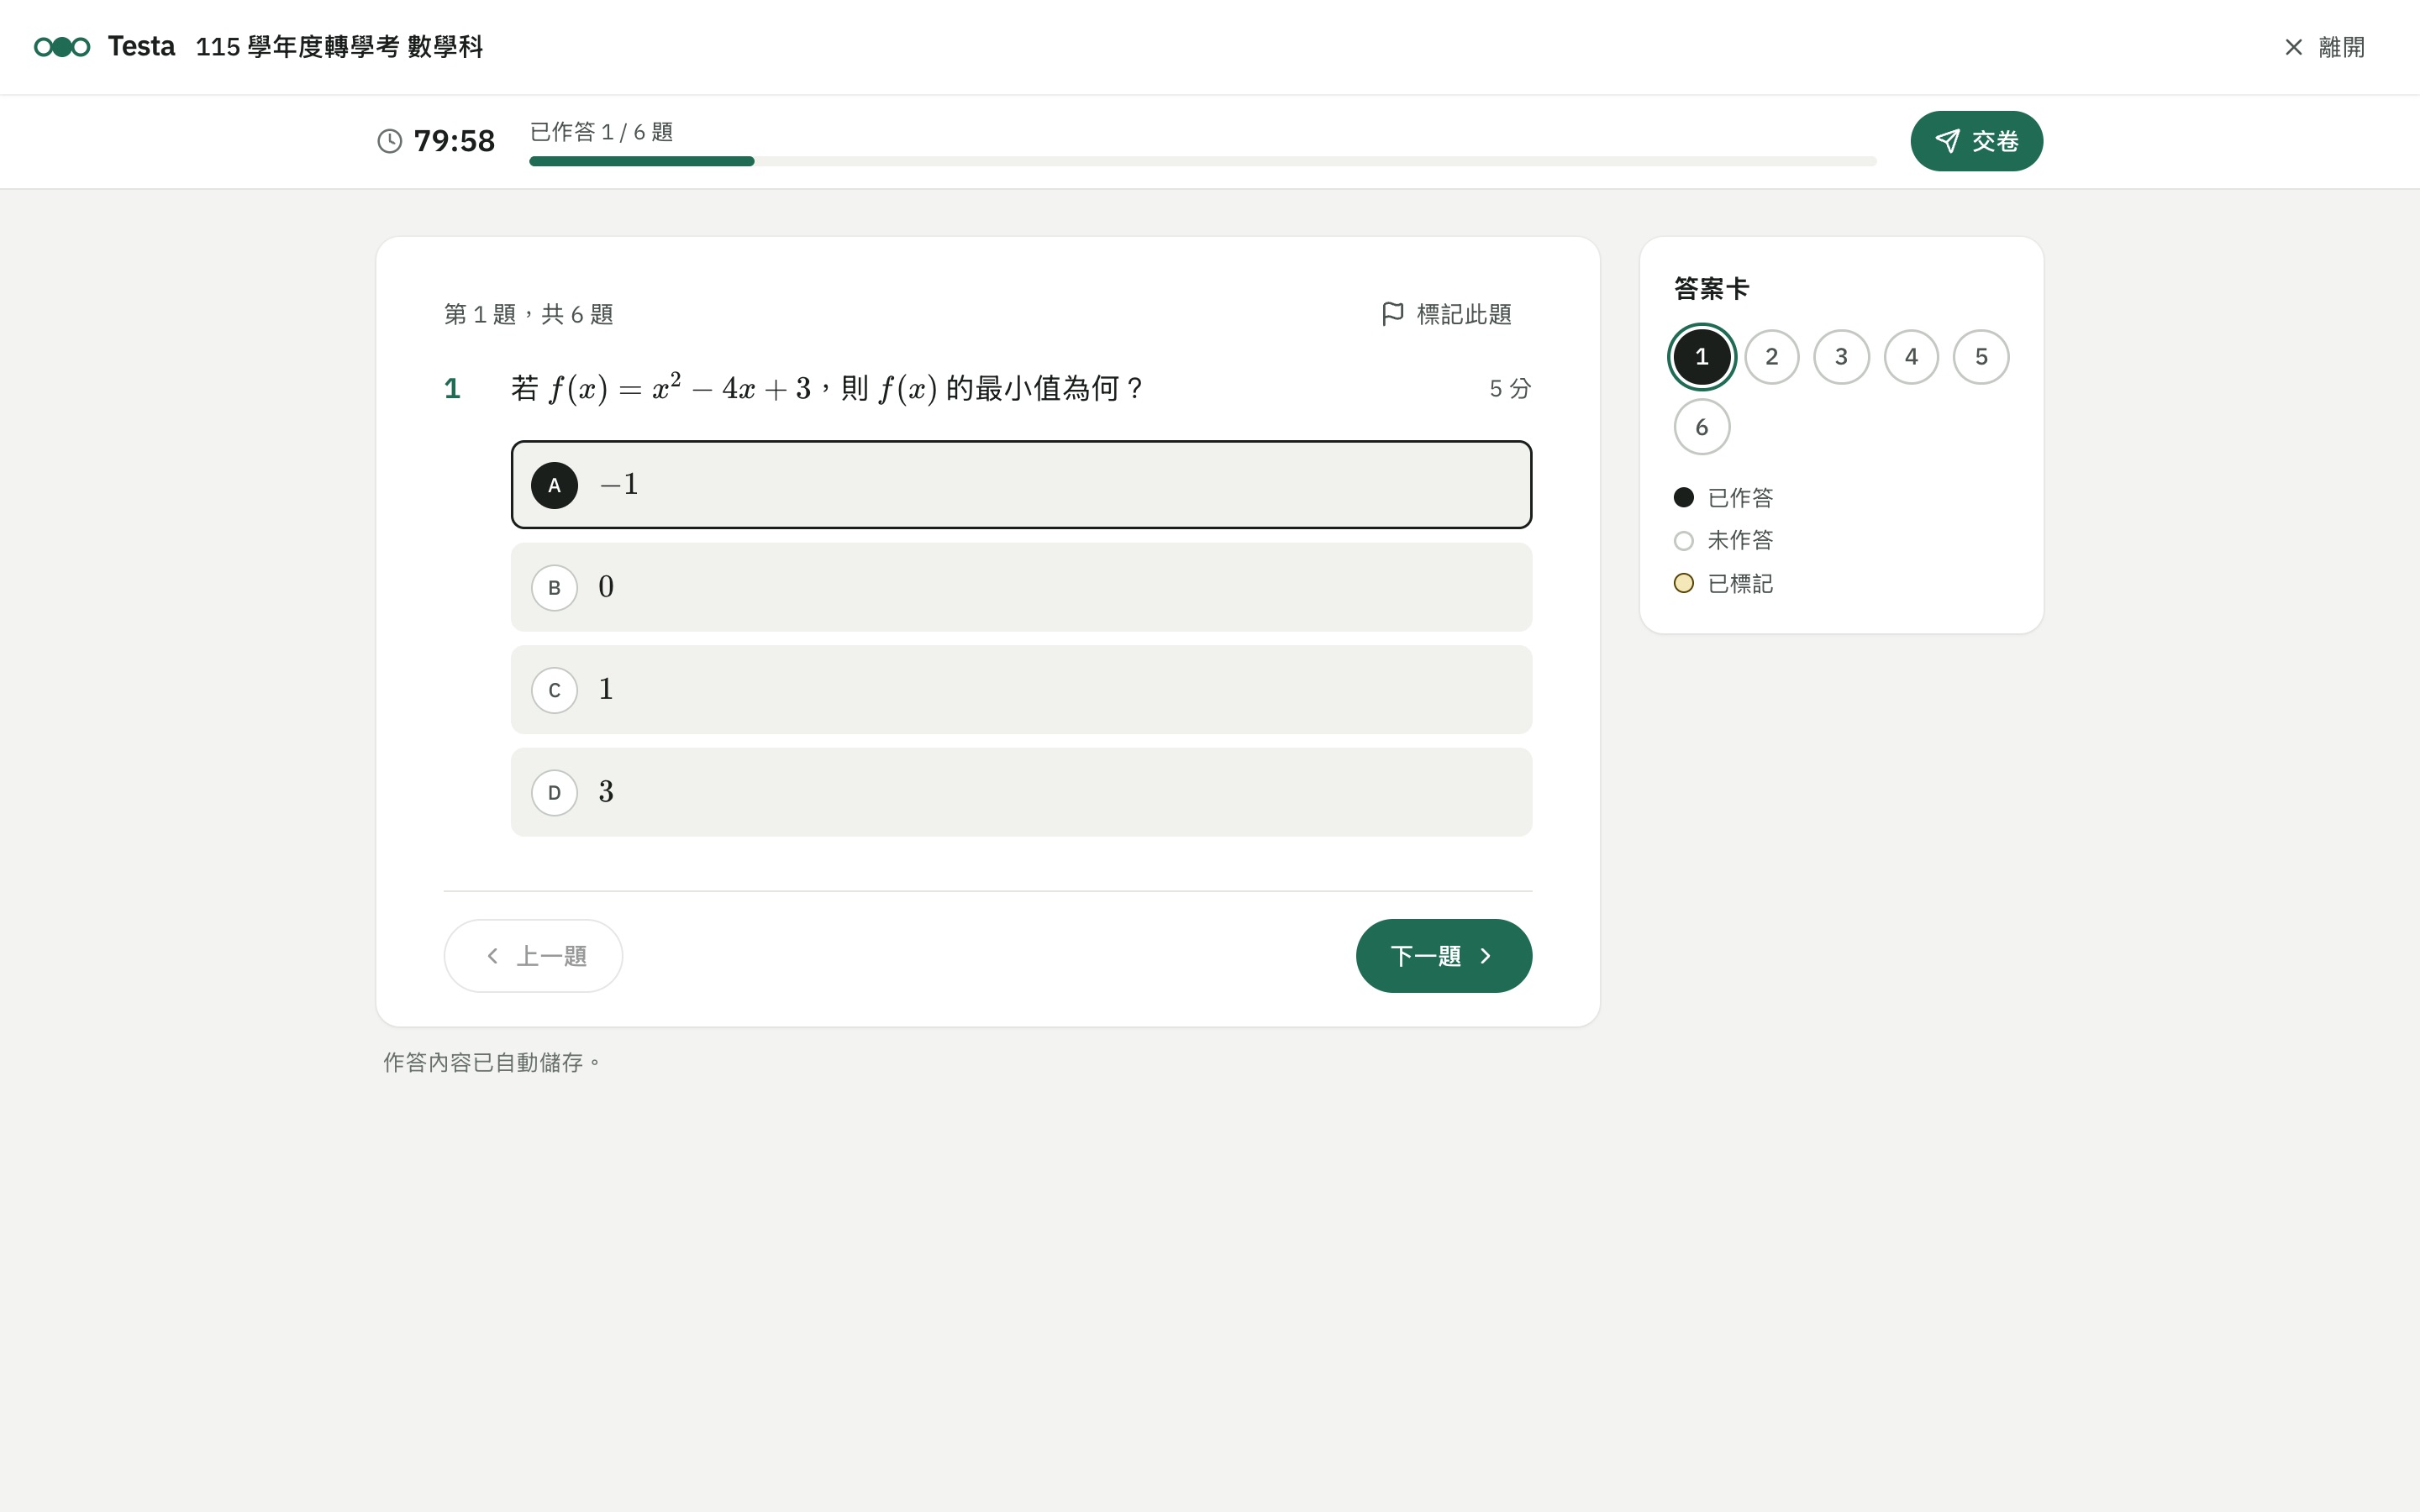 Testa 115 學年度轉學考 數學科
離開
79:58
已作答 1 / 6 題
交卷
第 1 題，共 6 題
標記此題
1 若 f(x) = x² − 4x + 3，則 f(x) 的最小值為何？ 5 分
A −1
B 0
C 1
D 3
上一題
下一題
作答內容已自動儲存。
答案卡
1 2 3 4 5
6
已作答
未作答
已標記